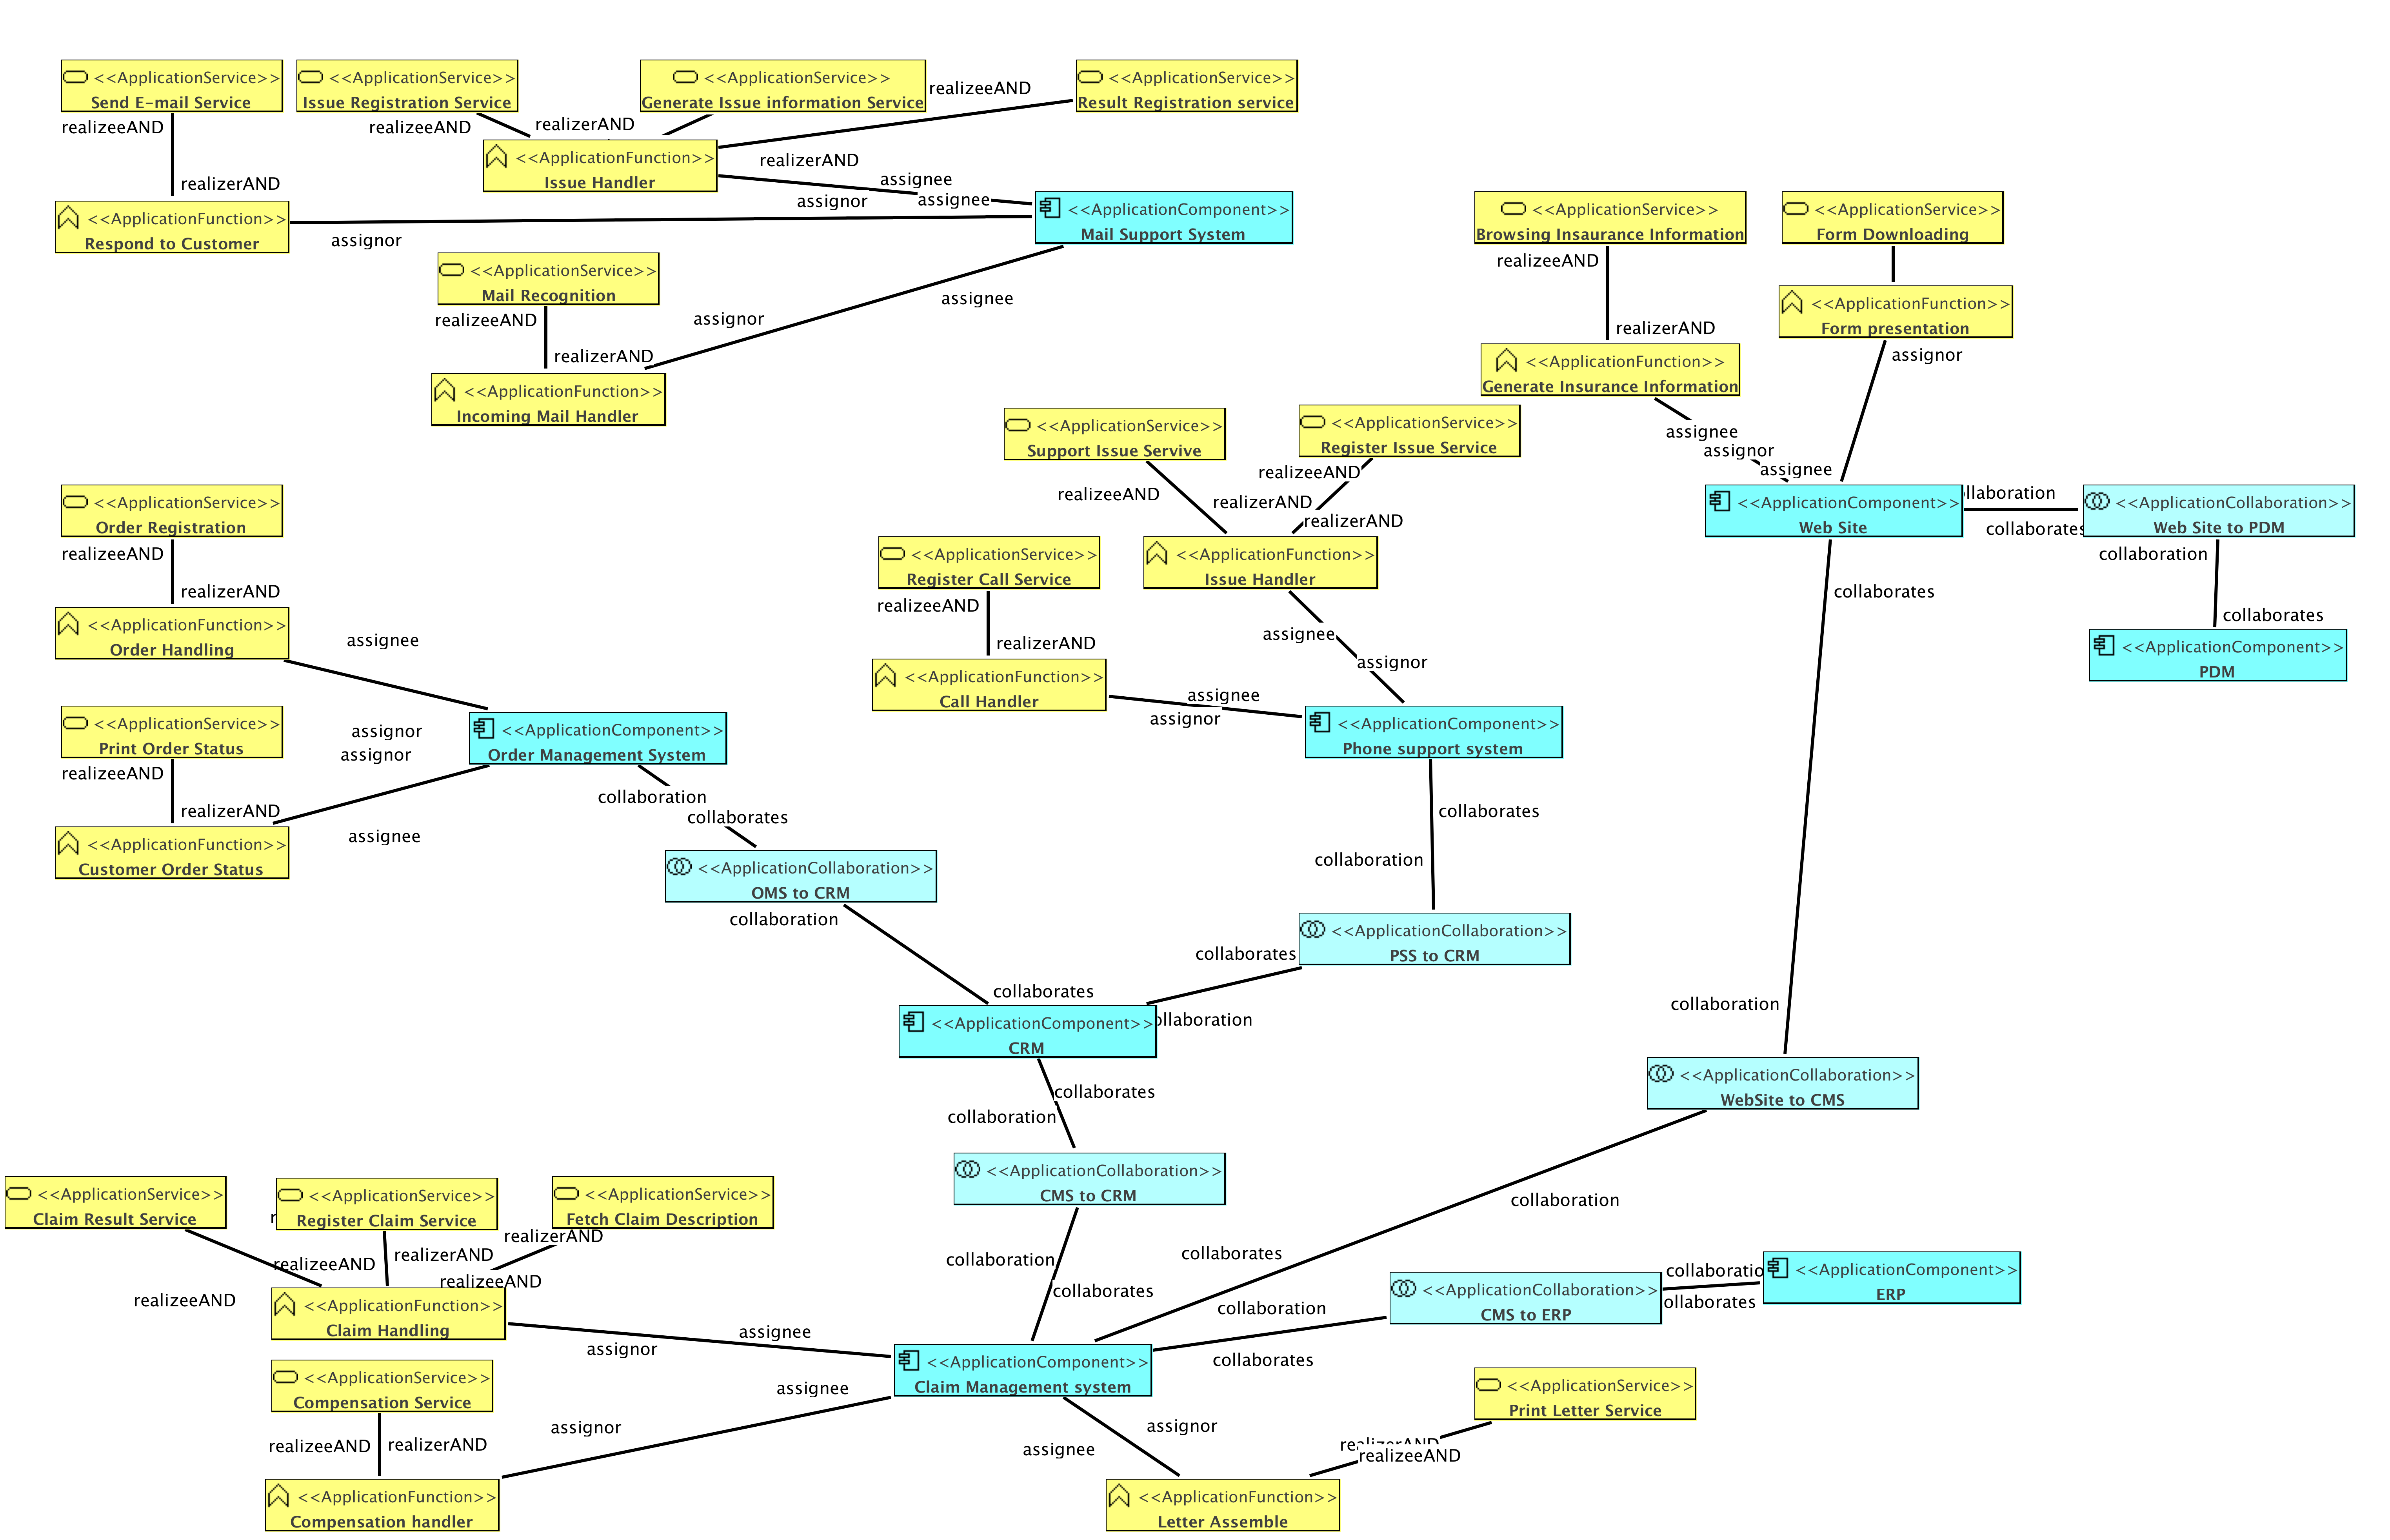 <<ApplicationService>>
Send E-mail Service
<<ApplicationService>>
Issue Registration Service
<<ApplicationService>>
Generate Issue information Service
realizeeAND
<<ApplicationService>>
Result Registration service
realizeeAND
realizeeAND
realizerAND
<<ApplicationFunction>>
Issue Handler
realizerAND
realizerAND
assignee
assignor
assignee
<<ApplicationFunction>>
Respond to Customer
assignor
<<ApplicationComponent>>
Mail Support System
<<ApplicationService>>
Browsing Insaurance Information
<<ApplicationService>>
Form Downloading
<<ApplicationService>>
Mail Recognition
realizeeAND
assignee
realizeeAND
assignor
realizerAND
<<ApplicationFunction>>
Incoming Mail Handler
realizerAND
<<ApplicationFunction>>
Form presentation
assignor
<<ApplicationFunction>>
Generate Insurance Information
assignee
assignor
assignee
<<ApplicationService>>
Support Issue Servive
<<ApplicationService>>
Register Issue Service
realizeeAND
realizeeAND
realizerAND
realizerAND
<<ApplicationService>>
Order Registration
realizeeAND
realizerAND
<<ApplicationFunction>>
Order Handling
assignee
<<ApplicationService>>
Register Call Service
realizeeAND
realizerAND
<<ApplicationFunction>>
Issue Handler
assignee
assignor
<<ApplicationFunction>>
Call Handler
assignee
assignor
<<ApplicationComponent>>
Web Site
llaboration
collaborates
<<ApplicationCollaboration>>
Web Site to PDM
collaboration
collaborates
collaborates
<<ApplicationComponent>>
PDM
<<ApplicationService>>
Print Order Status
realizeeAND
realizerAND
<<ApplicationFunction>>
Customer Order Status
assignor
assignor
assignee
<<ApplicationComponent>>
Order Management System
collaboration
collaborates
<<ApplicationComponent>>
Phone support system
collaborates
collaboration
<<ApplicationCollaboration>>
OMS to CRM
collaboration
collaborates
<<ApplicationCollaboration>>
PSS to CRM
collaborates
ollaboration
<<ApplicationComponent>>
CRM
collaboration
collaborates
collaboration
<<ApplicationCollaboration>>
WebSite to CMS
<<ApplicationCollaboration>>
CMS to CRM
collaboration
collaborates
collaboration
collaborates
<<ApplicationService>>
Claim Result Service
<<ApplicationService>>
Register Claim Service
<<ApplicationService>>
Fetch Claim Description
realizerAND
realizerAND
realizeeAND
realizeeAND
realizeeAND
<<ApplicationFunction>>
Claim Handling
assignee
assignor
collaboration
collaborates
<<ApplicationCollaboration>>
CMS to ERP
collaboratio
ollaborates
<<ApplicationComponent>>
ERP
<<ApplicationComponent>>
Claim Management system
<<ApplicationService>>
Compensation Service
realizeeAND
realizerAND
assignee
assignor
<<ApplicationFunction>>
Compensation handler
assignor
assignee
<<ApplicationService>>
Print Letter Service
realizerAND
realizeeAND
<<ApplicationFunction>>
Letter Assemble